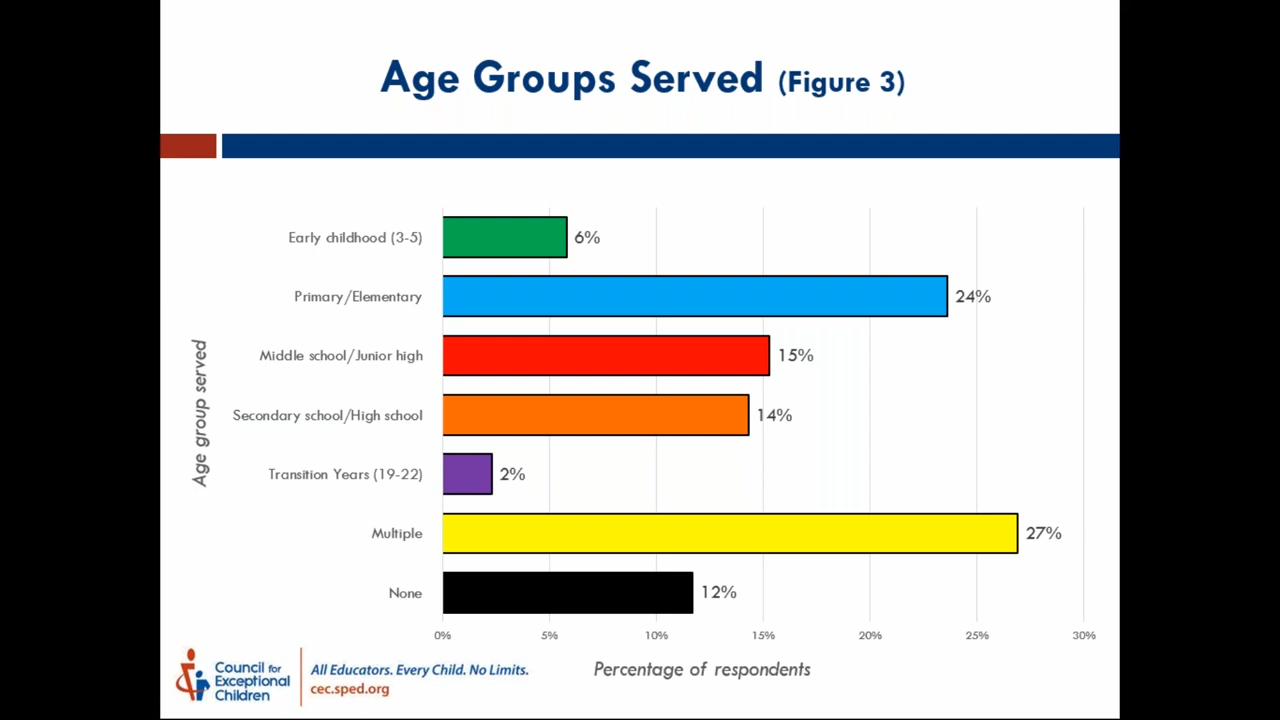 Age Groups Served (Figure 3)
Early childhood (3-5)
6%
Primary/Elementary
24%
Middle school/Junior high
15%
Secondary school/High school
14%
Transition Years (19-22)
2%
Multiple
27%
None
12%
Age group served
0% 5% 10% 15% 20% 25% 30%
Percentage of respondents
Council for
Exceptional
Children
All Educators. Every Child. No Limits.
cec.sped.org